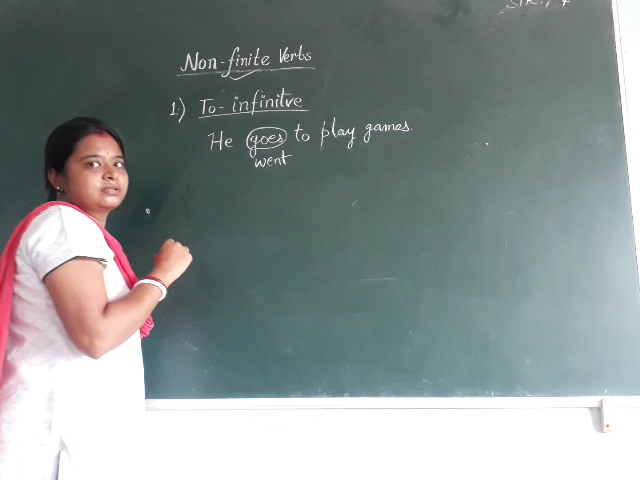 Non-finite Verbs
1.) To-infinitve
He goes to play games.
went